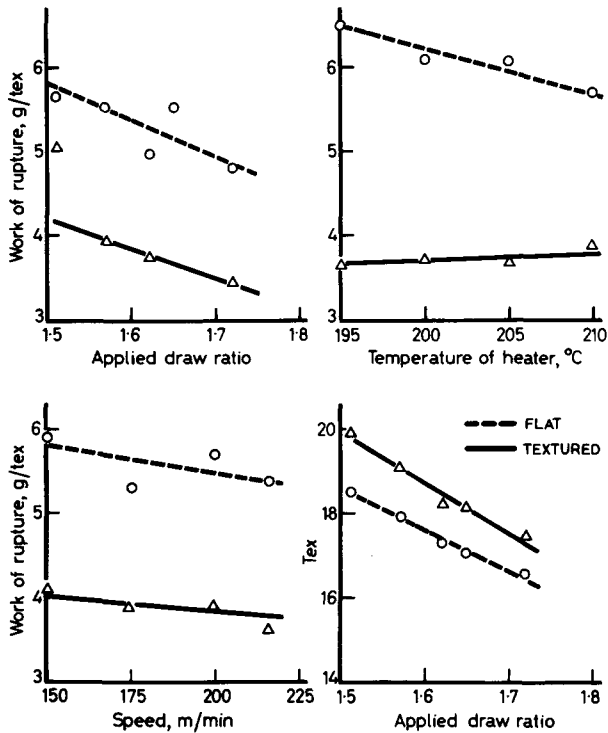 Work of rupture, g/tex
6
5
4
3
1·5 1·6 1·7 1·8
Applied draw ratio
6
5
4
3
195 200 205 210
Temperature of heater, °C
Work of rupture, g/tex
6
5
4
3
150 175 200 225
Speed, m/min
FLAT
TEXTURED
Tex
20
18
16
14
1·5 1·6 1·7 1·8
Applied draw ratio